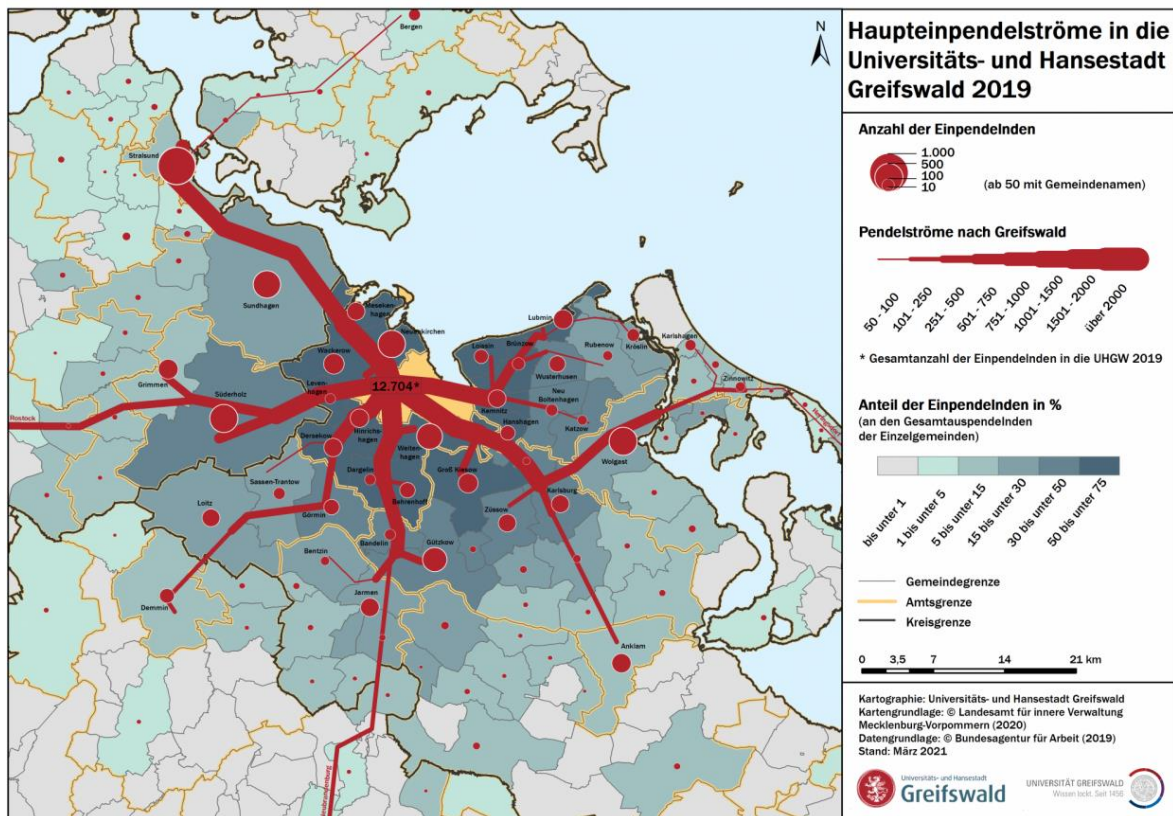 Haupteinpendelströme in die
Universitäts- und Hansestadt
Greifswald 2019
Anzahl der Einpendelnden
1.000
500
100
10
(ab 50 mit Gemeindenamen)
Pendelströme nach Greifswald
50 - 100
101 - 250
251 - 500
501 - 750
751 - 1000
1001 - 1500
1501 - 2000
über 2000
* Gesamtanzahl der Einpendelnden in die UHGW 2019
Anteil der Einpendelnden in %
(an den Gesamtauspendelnden
der Einzelgemeinden)
bis unter 1
1 bis unter 5
5 bis unter 15
15 bis unter 30
30 bis unter 50
50 bis unter 75
Gemeindegrenze
Amtsgrenze
Kreisgrenze
0 3,5 7 14 21 km
Kartographie: Universitäts- und Hansestadt Greifswald
Kartengrundlage: © Landesamt für innere Verwaltung
Mecklenburg-Vorpommern (2020)
Datengrundlage: © Bundesagentur für Arbeit (2019)
Stand: März 2021
Universitäts- und Hansestadt
Greifswald
UNIVERSITÄT GREIFSWALD
Wissen lockt. Seit 1456
N
Bergen
Stralsund
Sundhagen
Mesekenhagen
Neuenkirchen
Wackerow
Levenhagen
12.704*
Grimmen
Süderholz
Rostock
Hinrichshagen
Dersekow
Weitenhagen
Dargelin
Behrenhoff
Sassen-Trantow
Loitz
Görmin
Bandelin
Bentzin
Gützkow
Jarmen
Demmin
Lubmin
Loissin
Brünzow
Rubenow
Kröslin
Karlshagen
Wusterhusen
Zinnowitz
Neu
Boltenhagen
Kemnitz
Hanshagen
Katzow
Wolgast
Groß Kiesow
Karlsburg
Züssow
Anklam